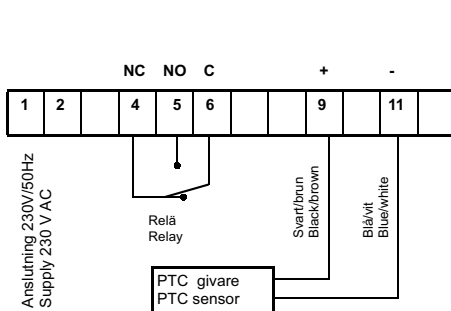 NC NO C + -
1 2 4 5 6 9 11
Anslutning 230V/50Hz
Supply 230 V AC
Relä
Relay
Svart/brun
Black/brown
Blå/vit
Blue/white
PTC givare
PTC sensor